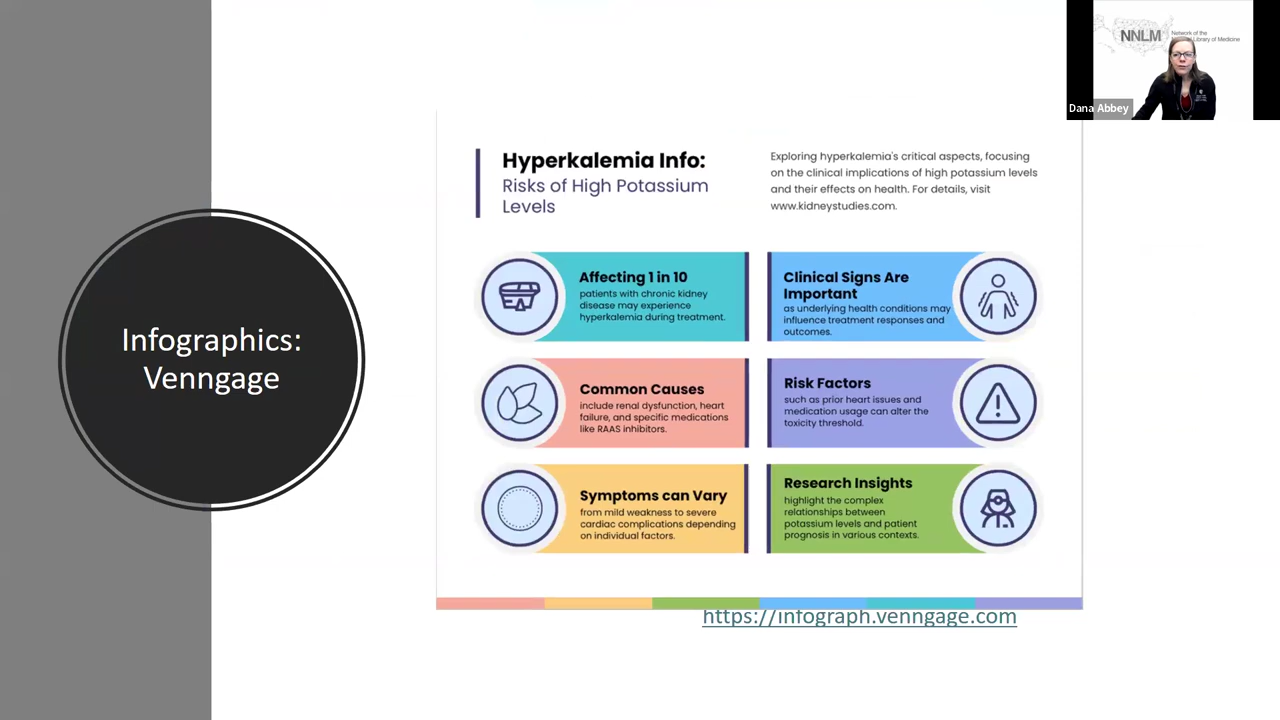 NNLM
Network of the
Library of Medicine
Dana Abbey
Infographics:
Venngage
Hyperkalemia Info:
Risks of High Potassium
Levels
Exploring hyperkalemia's critical aspects, focusing
on the clinical implications of high potassium levels
and their effects on health. For details, visit
www.kidneystudies.com.
Affecting 1 in 10
patients with chronic kidney
disease may experience
hyperkalemia during treatment.
Clinical Signs Are
Important
as underlying health conditions may
influence treatment responses and
outcomes.
Common Causes
include renal dysfunction, heart
failure, and specific medications
like RAAS inhibitors.
Risk Factors
such as prior heart issues and
medication usage can alter the
toxicity threshold.
Symptoms can Vary
from mild weakness to severe
cardiac complications depending
on individual factors.
Research Insights
highlight the complex
relationships between
potassium levels and patient
prognosis in various contexts.
https://infograph.venngage.com